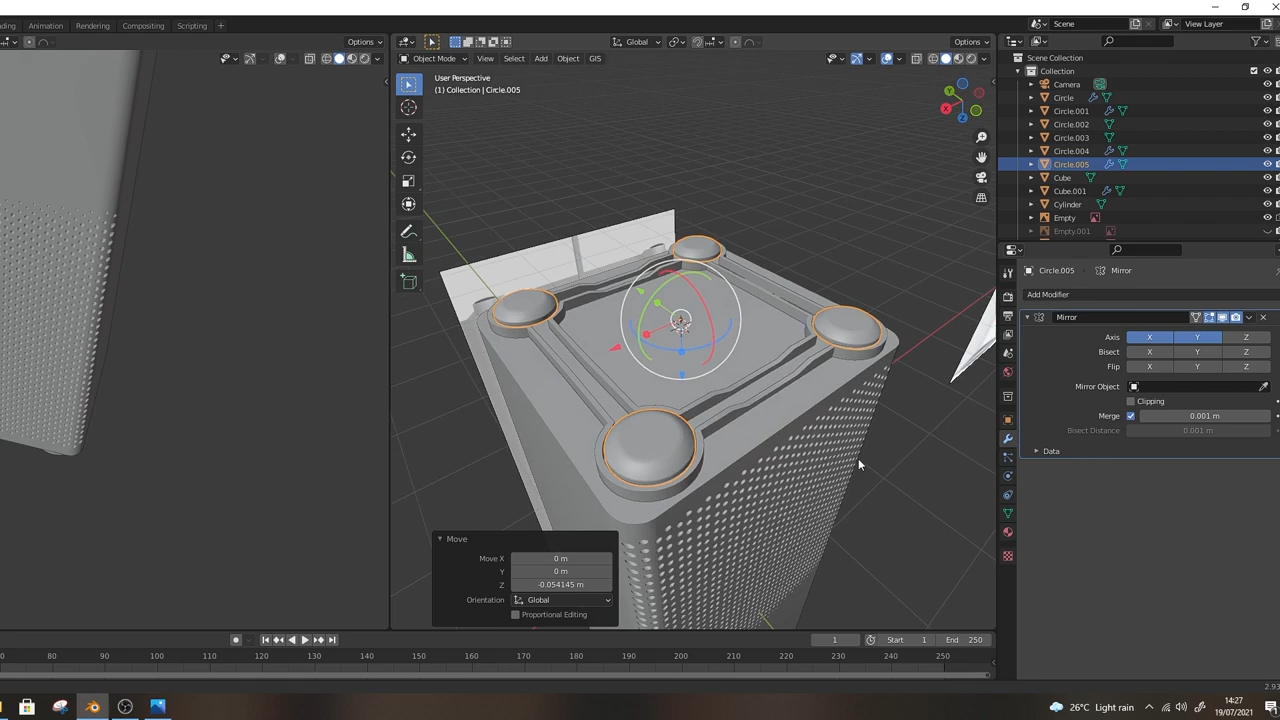 ding Animation Rendering Compositing Scripting +
Scene
View Layer
Options
Global
Options
Object Mode View Select Add Object GIS
User Perspective
(1) Collection | Circle.005
X
Y
Z
Scene Collection
Collection
Camera
Circle
Circle.001
Circle.002
Circle.003
Circle.004
Circle.005
Cube
Cube.001
Cylinder
Empty
Empty.001
Circle.005 Mirror
Add Modifier
Mirror
Axis X Y Z
Bisect X Y Z
Flip X Y Z
Mirror Object
Clipping
Merge 0.001 m
Bisect Distance 0.001 m
Data
Move
Move X 0 m
Y 0 m
Z -0.054145 m
Orientation Global
Proportional Editing
1 Start 1 End 250
0 80 90 100 110 120 130 140 150 160 170 180 190 200 210 220 230 240 250
2.93
26°C Light rain
14:27
19/07/2021